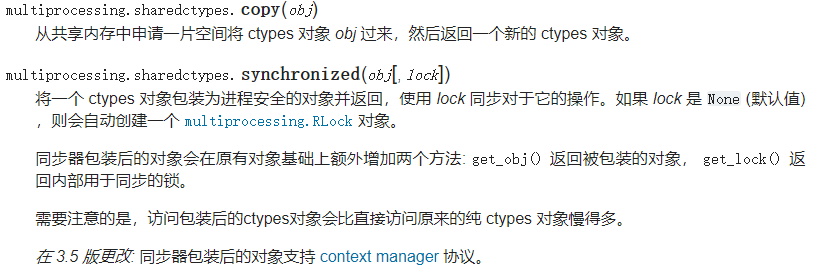 multiprocessing.sharedctypes. copy(obj)
从共享内存中申请一片空间将 ctypes 对象 obj 过来，然后返回一个新的 ctypes 对象。
multiprocessing.sharedctypes. synchronized(obj[, lock])
将一个 ctypes 对象包装为进程安全的对象并返回，使用 lock 同步对于它的操作。如果 lock 是 None (默认值)
，则会自动创建一个 multiprocessing.RLock 对象。
同步器包装后的对象会在原有对象基础上额外增加两个方法: get_obj() 返回被包装的对象， get_lock() 返
回内部用于同步的锁。
需要注意的是，访问包装后的ctypes对象会比直接访问原来的纯 ctypes 对象慢得多。
在 3.5 版更改: 同步器包装后的对象支持 context manager 协议。